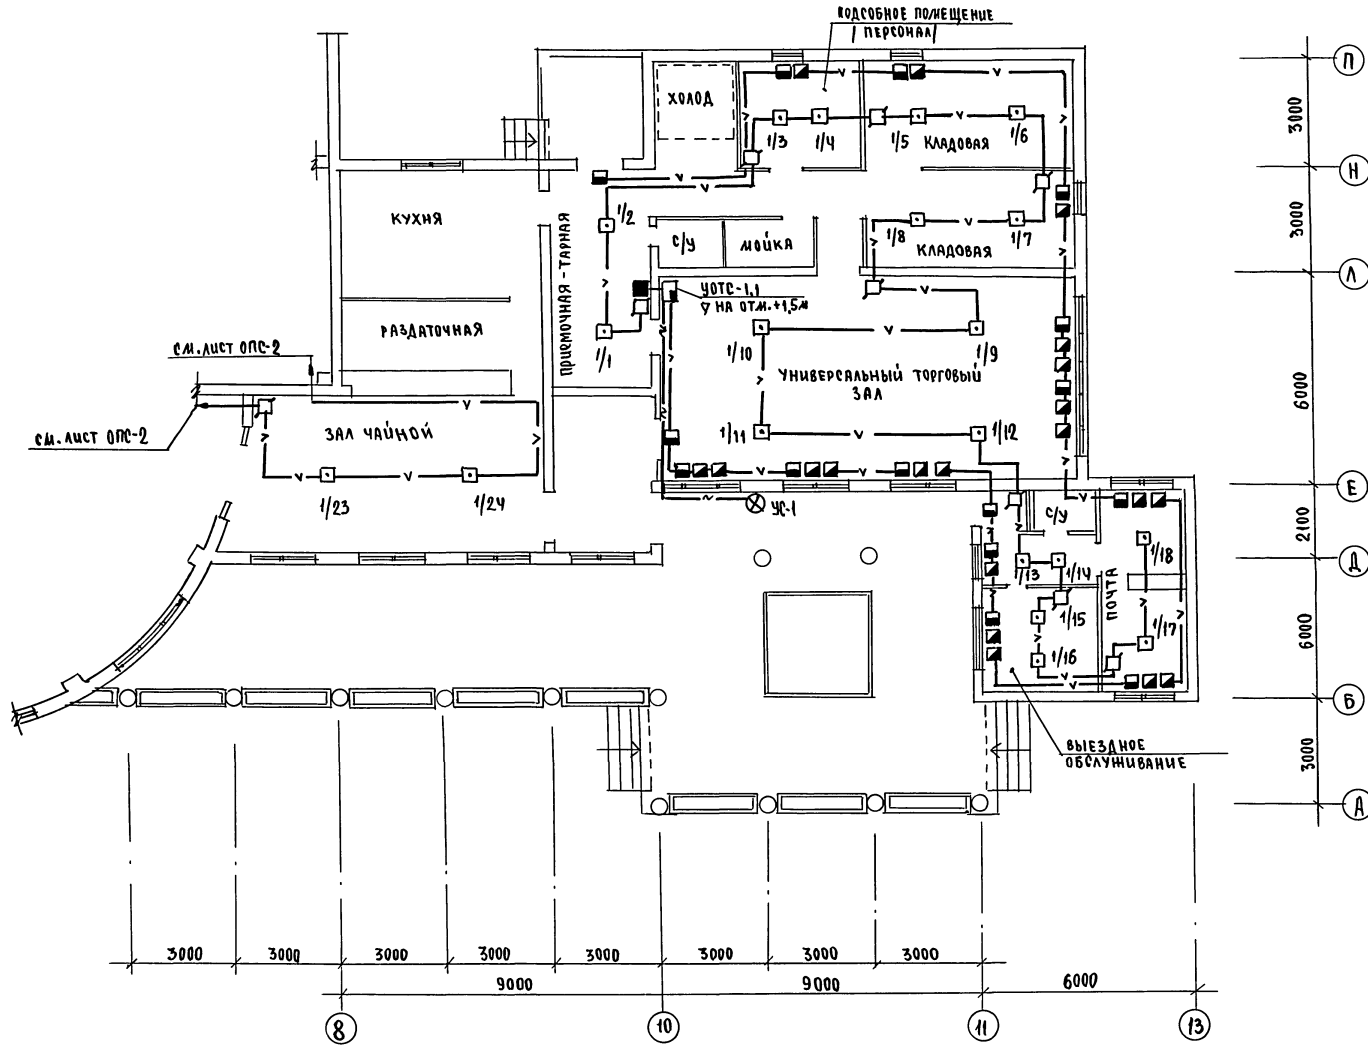 ПОДСОБНОЕ ПОМЕЩЕНИЕ
/ ПЕРСОНАЛ/
П
3000
ХОЛОД
1/3
1/4
1/5
1/6
КЛАДОВАЯ
Н
3000
КУХНЯ
1/2
С/У
МОЙКА
1/8
1/7
КЛАДОВАЯ
Л
ПРИЕМОЧНАЯ-ТАРНАЯ
УОТС-1,1
НА ОТМ.+1,5м
РАЗДАТОЧНАЯ
1/1
1/10
1/9
СМ. ЛИСТ ОПС-2
УНИВЕРСАЛЬНЫЙ ТОРГОВЫЙ
ЗАЛ
6000
СМ. ЛИСТ ОПС-2
ЗАЛ ЧАЙНОЙ
1/11
1/12
1/23
1/24
УС-1
С/У
Е
2100
1/13
1/14
1/18
Д
ПОЧТА
1/15
1/17
1/16
6000
Б
ВЫЕЗДНОЕ
ОБСЛУЖИВАНИЕ
3000
А
3000
3000
3000
3000
3000
3000
3000
3000
9000
9000
6000
8
10
11
13